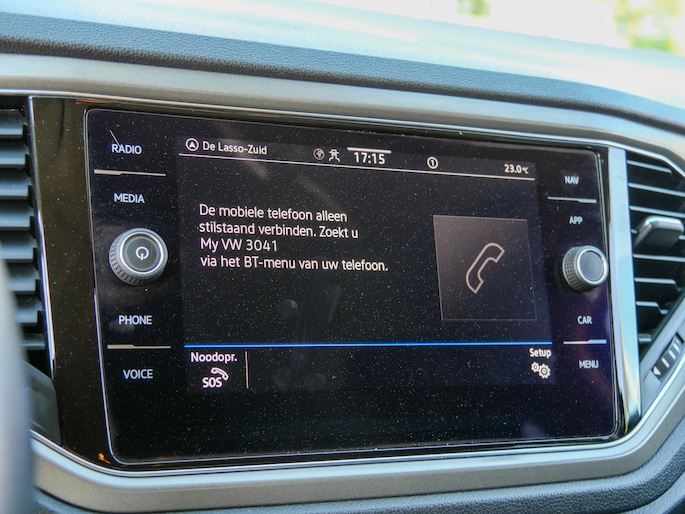 RADIO
MEDIA
PHONE
VOICE
De Lasso-Zuid
17:15
1
23.0°C
De mobiele telefoon alleen
stilstaand verbinden. Zoekt u
My VW 3041
via het BT-menu van uw telefoon.
Noodopr.
SOS
Setup
NAV
APP
CAR
MENU